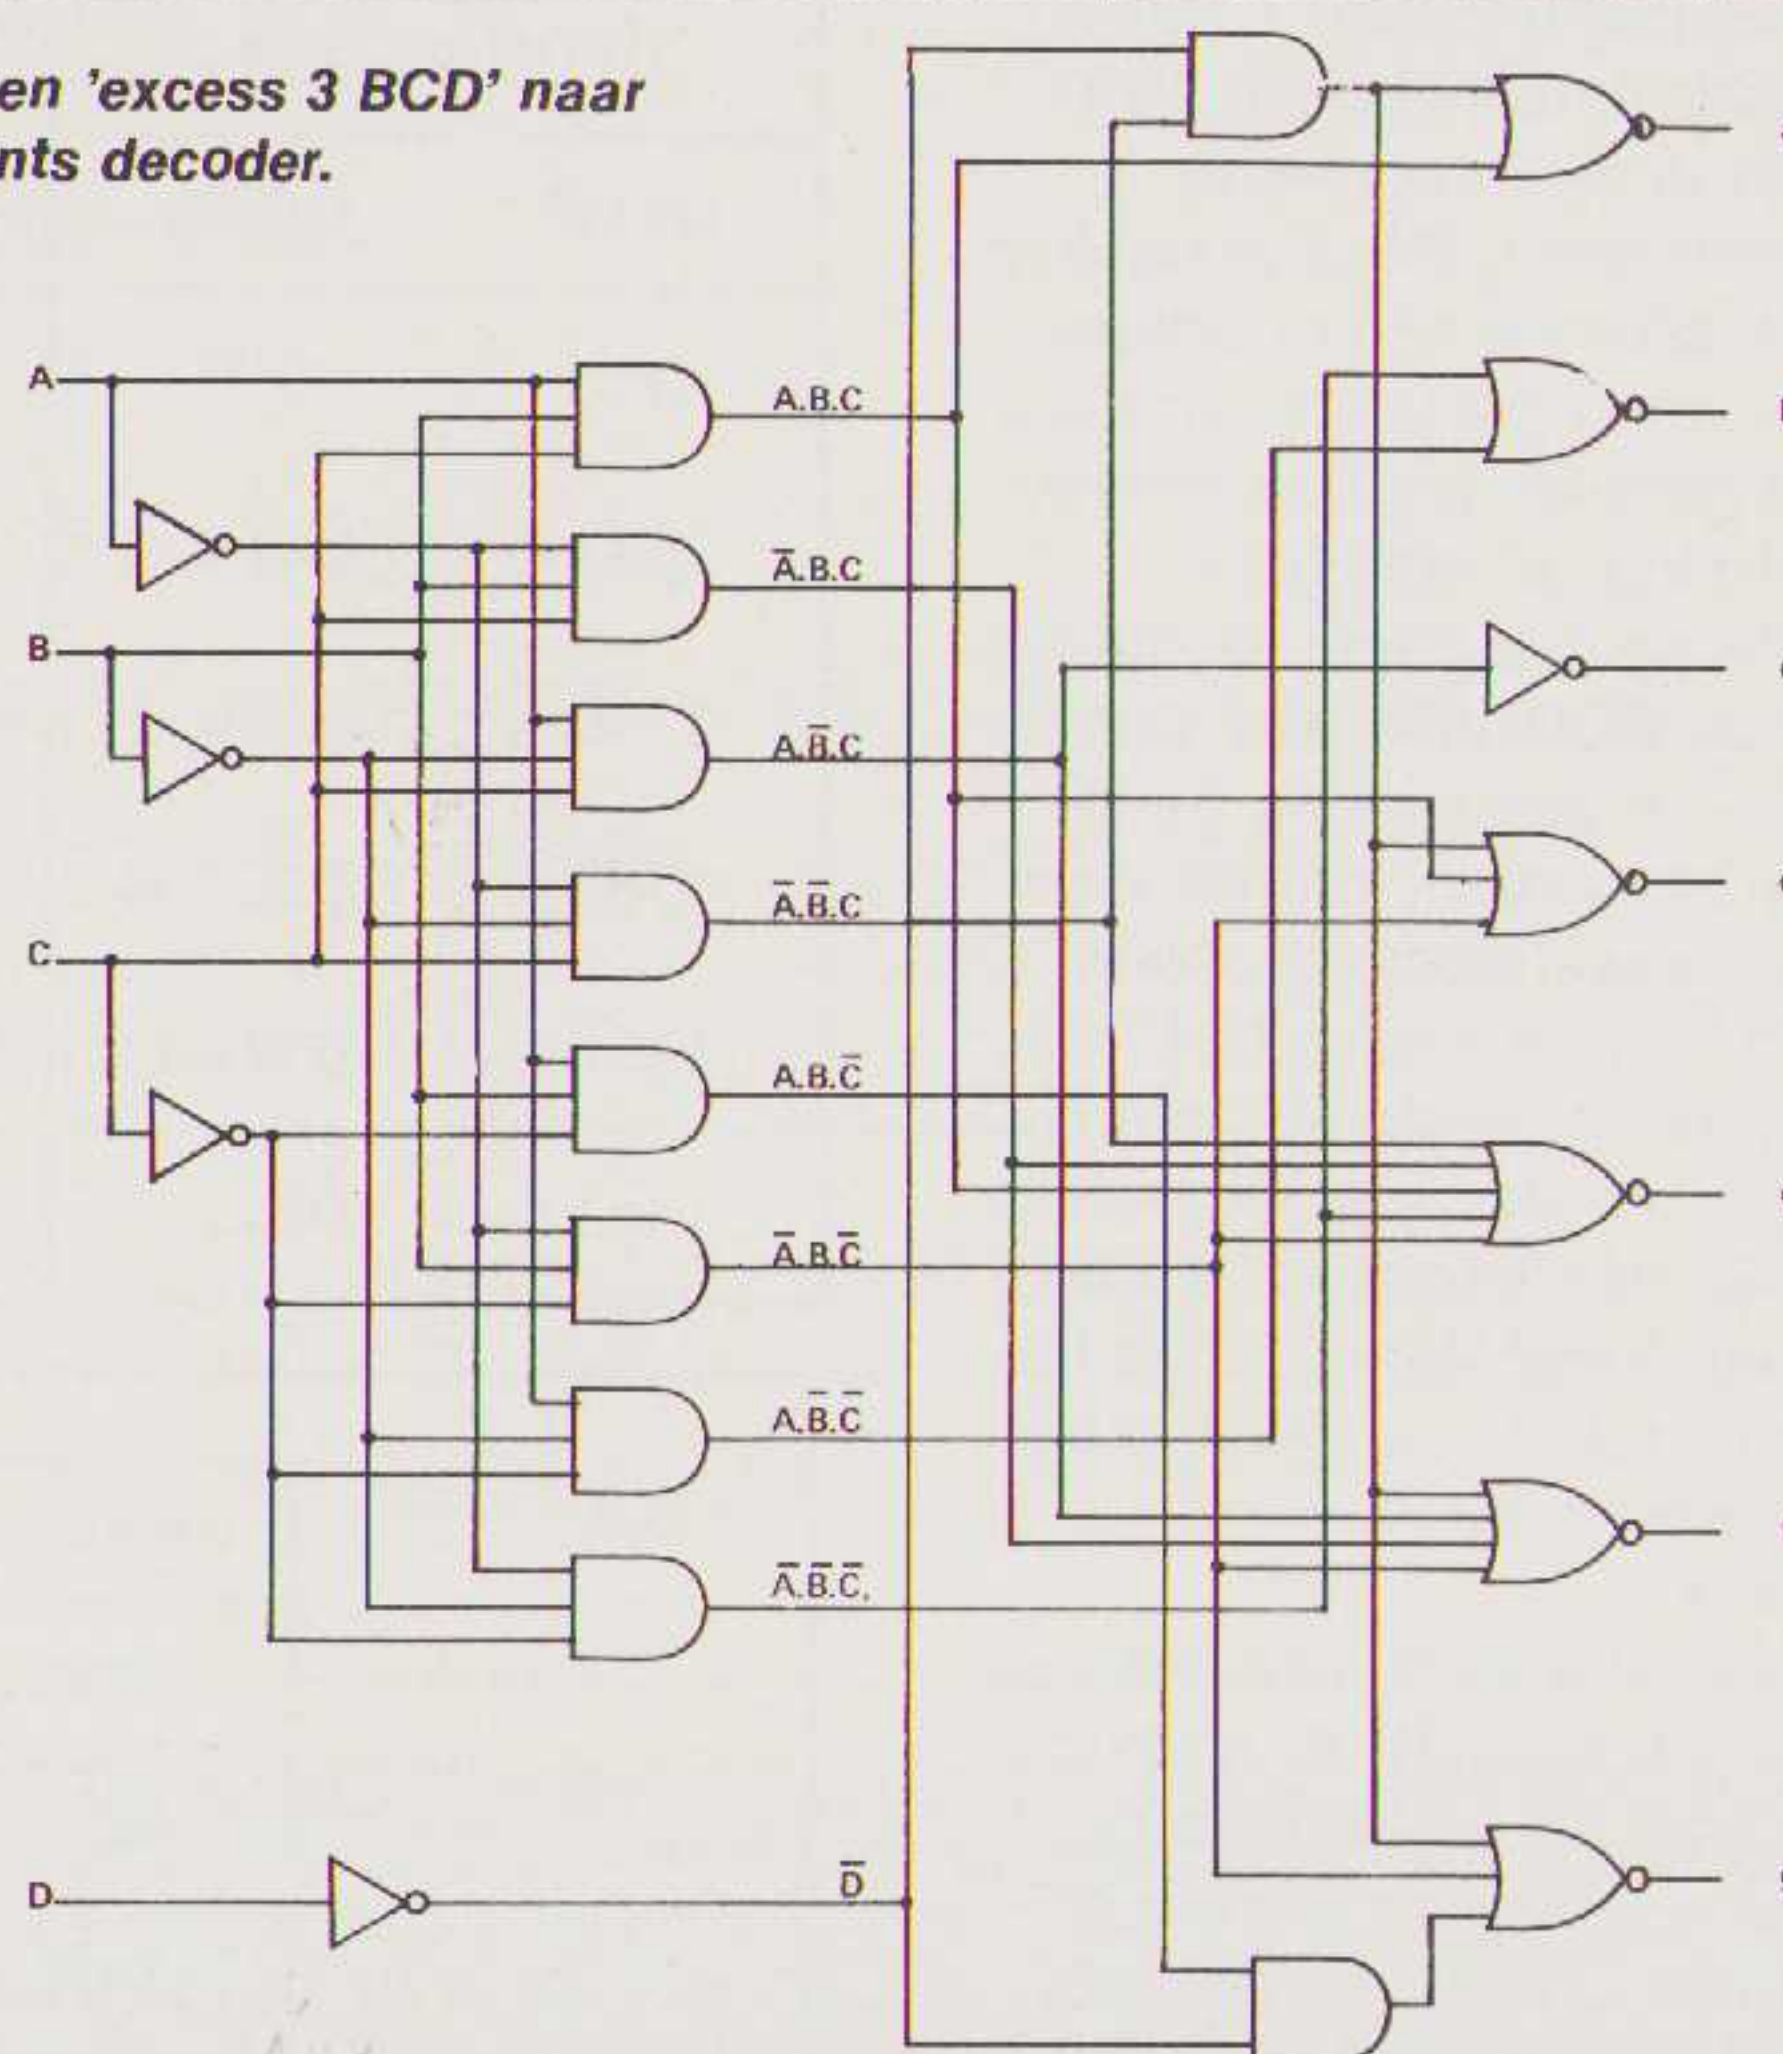 en 'excess 3 BCD' naar
nts decoder.
A
A.B.C
A̅.B.C
B
A.B̅.C
A̅.B̅.C
C
A.B.C̅
A̅.B.C̅
A.B̅.C̅
A̅.B̅.C̅.
D
D̅